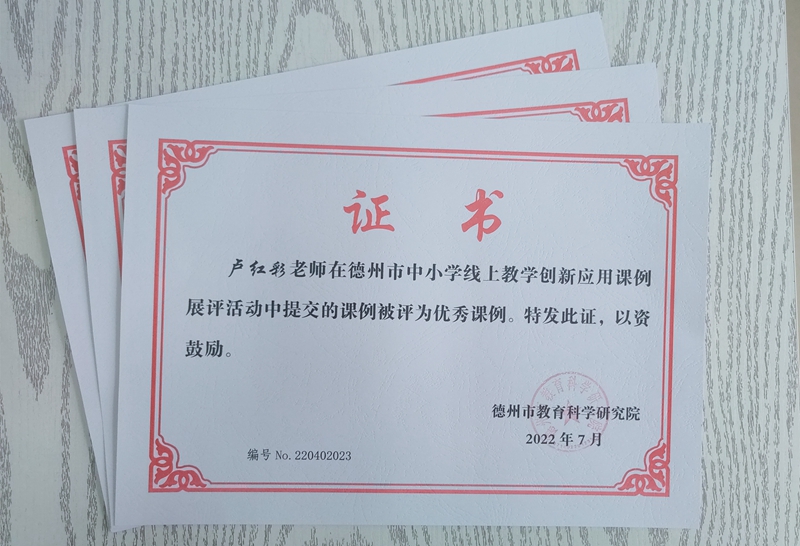 证书
卢红彩老师在德州市中小学线上教学创新应用课例
展评活动中提交的课例被评为优秀课例。特发此证，以资
鼓励。
德州市教育科学研究院
2022年7月
编号No.220402023